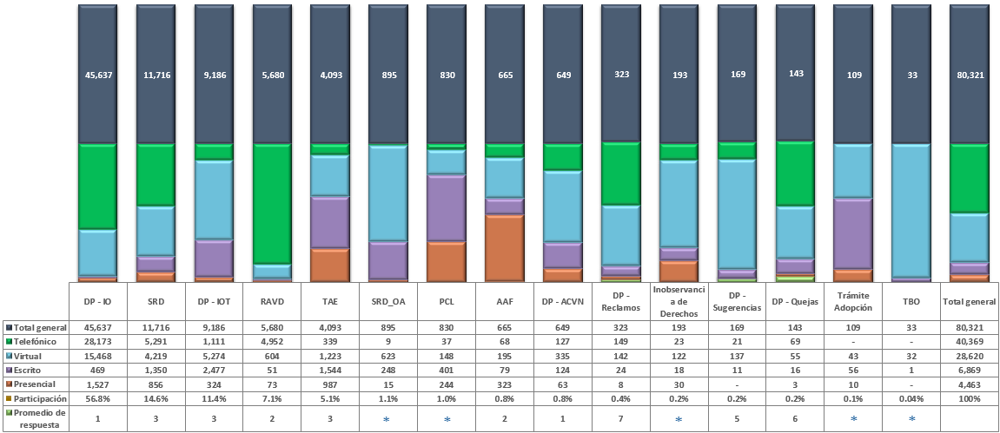 45,637 11,716 9,186 5,680 4,093 895 830 665 649 323 193 169 143 109 33 80,321
DP - IO SRD DP - IOT RAVD TAE SRD_OA PCL AAF DP - ACVN DP - Reclamos Inobservancia de Derechos DP - Sugerencias DP - Quejas Trámite Adopción TBO Total general
Total general 45,637 11,716 9,186 5,680 4,093 895 830 665 649 323 193 169 143 109 33 80,321
Telefónico 28,173 5,291 1,111 4,952 339 9 37 68 127 149 23 21 69 - - 40,369
Virtual 15,468 4,219 5,274 604 1,223 623 148 195 335 142 122 137 55 43 32 28,620
Escrito 469 1,350 2,477 51 1,544 248 401 79 124 24 18 11 16 56 1 6,869
Presencial 1,527 856 324 73 987 15 244 323 63 8 30 - 3 10 - 4,463
Participación 56.8% 14.6% 11.4% 7.1% 5.1% 1.1% 1.0% 0.8% 0.8% 0.4% 0.2% 0.2% 0.2% 0.1% 0.04% 100%
Promedio de respuesta 1 3 3 2 3 * * 2 1 7 * 5 6 * *